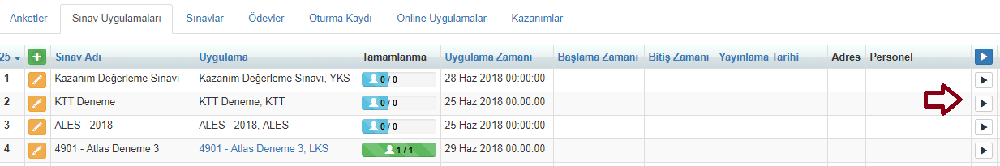 Anketler Sınav Uygulamaları Sınavlar Ödevler Oturma Kaydı Online Uygulamalar Kazanımlar
25 Sınav Adı Uygulama Tamamlanma Uygulama Zamanı Başlama Zamanı Bitiş Zamanı Yayınlama Tarihi Adres Personel
1 Kazanım Değerleme Sınavı Kazanım Değerleme Sınavı, YKS 0 / 0 28 Haz 2018 00:00:00
2 KTT Deneme KTT Deneme, KTT 0 / 0 25 Haz 2018 00:00:00
3 ALES - 2018 ALES - 2018, ALES 0 / 0 25 Haz 2018 00:00:00
4 4901 - Atlas Deneme 3 4901 - Atlas Deneme 3, LKS 1 / 1 29 Haz 2018 00:00:00